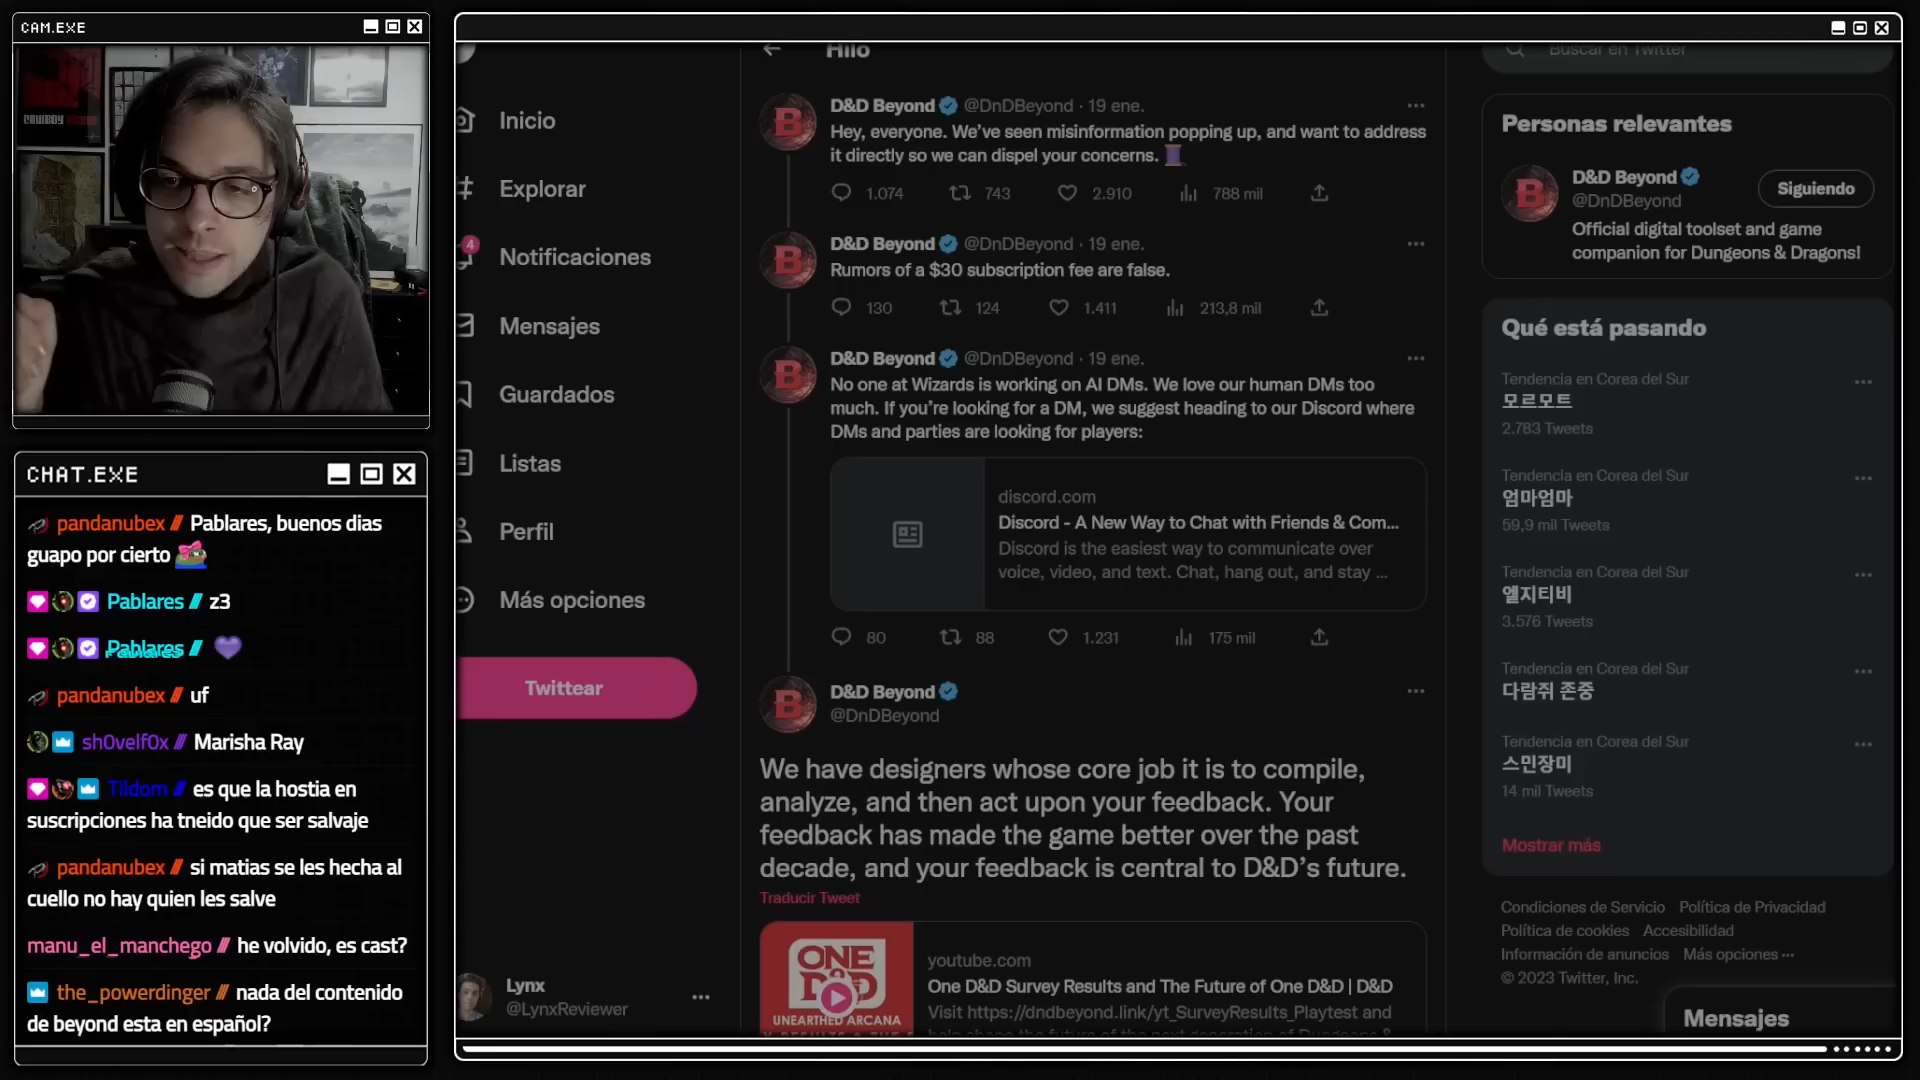 CAM.EXE
COWBOY
CHAT.EXE
pandanubex // Pablares, buenos dias
guapo por cierto
Pablares // z3
Pablares //
pandanubex // uf
sh0velf0x // Marisha Ray
Tildom // es que la hostia en
suscripciones ha tneido que ser salvaje
pandanubex // si matias se les hecha al
cuello no hay quien les salve
manu_el_manchego // he volvido, es cast?
the_powerdinger // nada del contenido
de beyond esta en español?
Inicio
Explorar
4
Notificaciones
Mensajes
Guardados
Listas
Perfil
Más opciones
Twittear
Lynx
@LynxReviewer
Hilo
D&D Beyond @DnDBeyond · 19 ene.
Hey, everyone. We’ve seen misinformation popping up, and want to address
it directly so we can dispel your concerns.
1.074 743 2.910 788 mil
D&D Beyond @DnDBeyond · 19 ene.
Rumors of a $30 subscription fee are false.
130 124 1.411 213,8 mil
D&D Beyond @DnDBeyond · 19 ene.
No one at Wizards is working on AI DMs. We love our human DMs too
much. If you’re looking for a DM, we suggest heading to our Discord where
DMs and parties are looking for players:
discord.com
Discord - A New Way to Chat with Friends & Com...
Discord is the easiest way to communicate over
voice, video, and text. Chat, hang out, and stay ...
80 88 1.231 175 mil
D&D Beyond
@DnDBeyond
We have designers whose core job it is to compile,
analyze, and then act upon your feedback. Your
feedback has made the game better over the past
decade, and your feedback is central to D&D’s future.
Traducir Tweet
ONE
D&D
UNEARTHED ARCANA
youtube.com
One D&D Survey Results and The Future of One D&D | D&D
Visit https://dndbeyond.link/yt_SurveyResults_Playtest and
help shape the future of the next generation of Dungeons &
Buscar en Twitter
Personas relevantes
D&D Beyond
@DnDBeyond
Siguiendo
Official digital toolset and game
companion for Dungeons & Dragons!
Qué está pasando
Tendencia en Corea del Sur
모르모트
2.783 Tweets
Tendencia en Corea del Sur
엄마엄마
59,9 mil Tweets
Tendencia en Corea del Sur
엘지티비
3.576 Tweets
Tendencia en Corea del Sur
다람쥐 존중
Tendencia en Corea del Sur
스민장미
14 mil Tweets
Mostrar más
Condiciones de Servicio Política de Privacidad
Política de cookies Accesibilidad
Información de anuncios Más opciones ···
© 2023 Twitter, Inc.
Mensajes